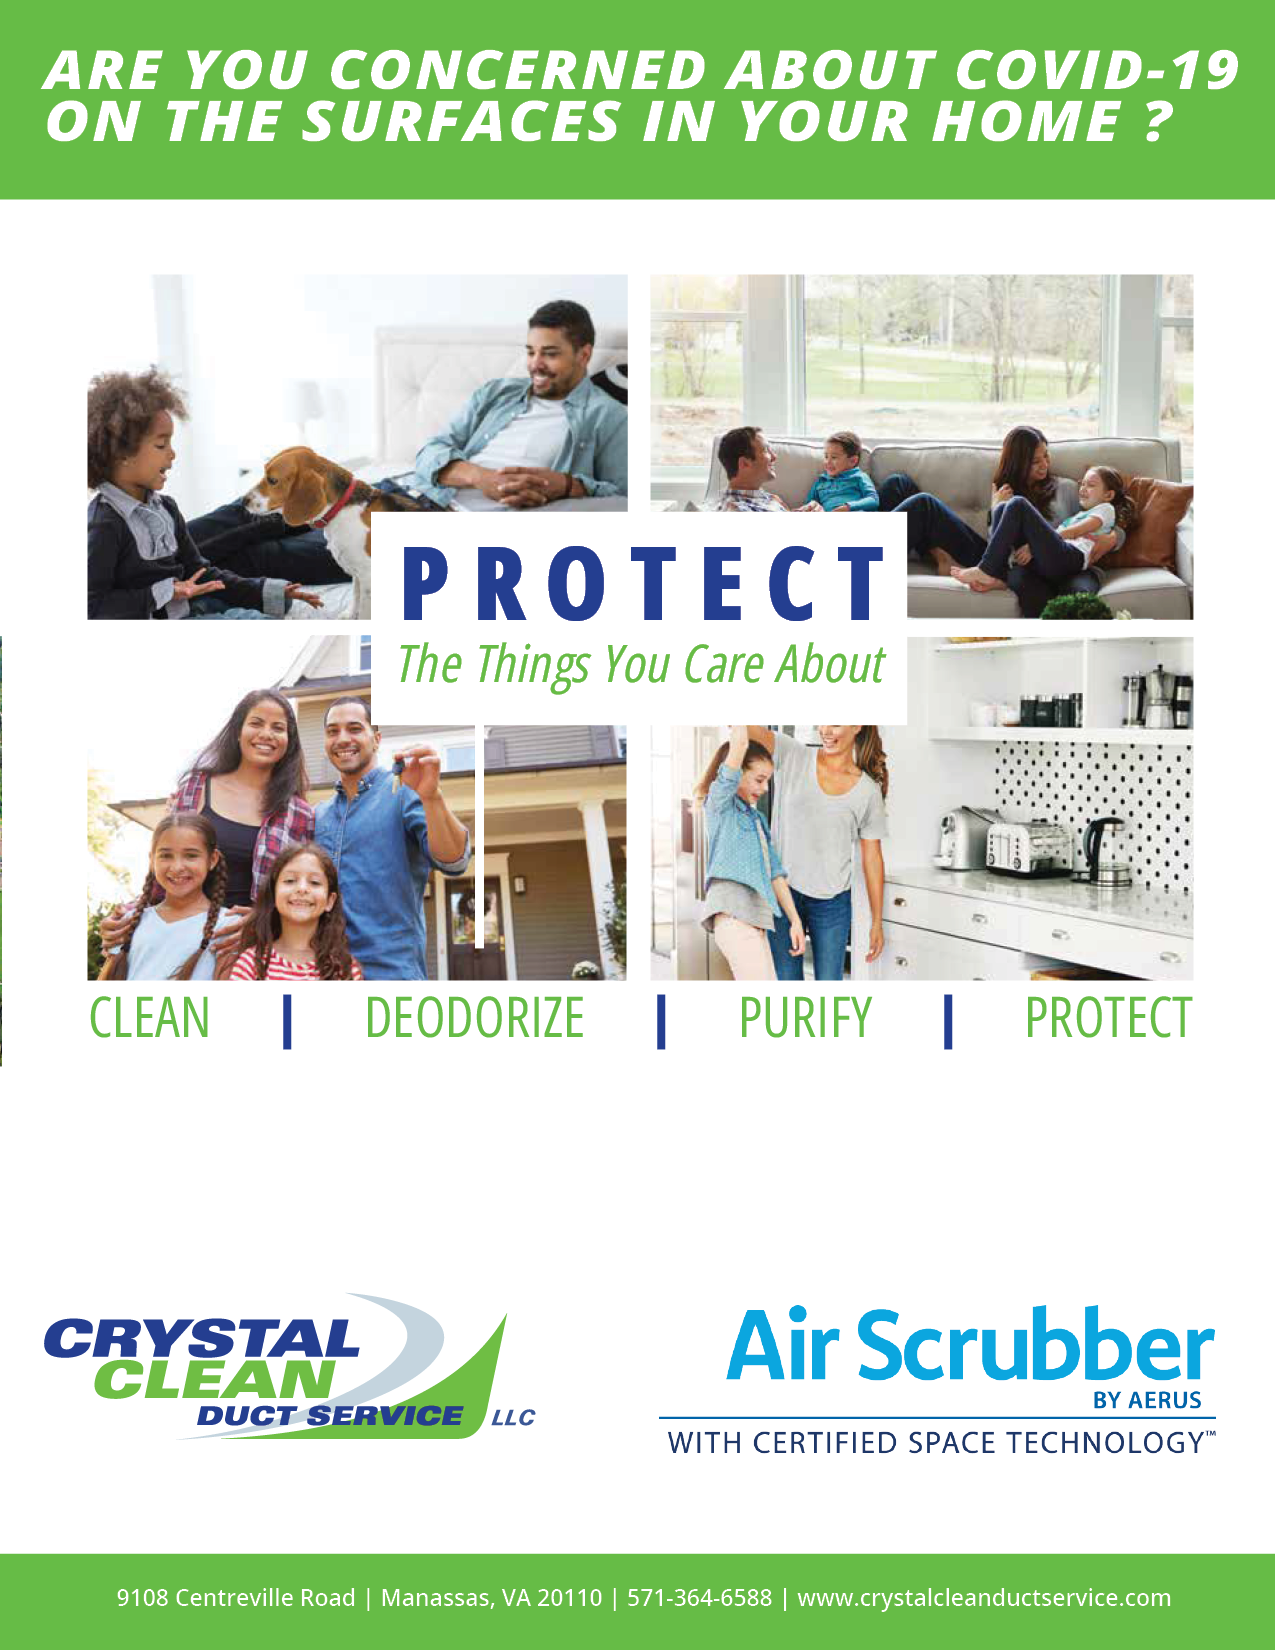 ARE YOU CONCERNED ABOUT COVID-19
ON THE SURFACES IN YOUR HOME ?
PROTECT
The Things You Care About
CLEAN | DEODORIZE | PURIFY | PROTECT
CRYSTAL
CLEAN
DUCT SERVICE LLC
Air Scrubber
BY AERUS
WITH CERTIFIED SPACE TECHNOLOGY™
9108 Centreville Road | Manassas, VA 20110 | 571-364-6588 | www.crystalcleanductservice.com